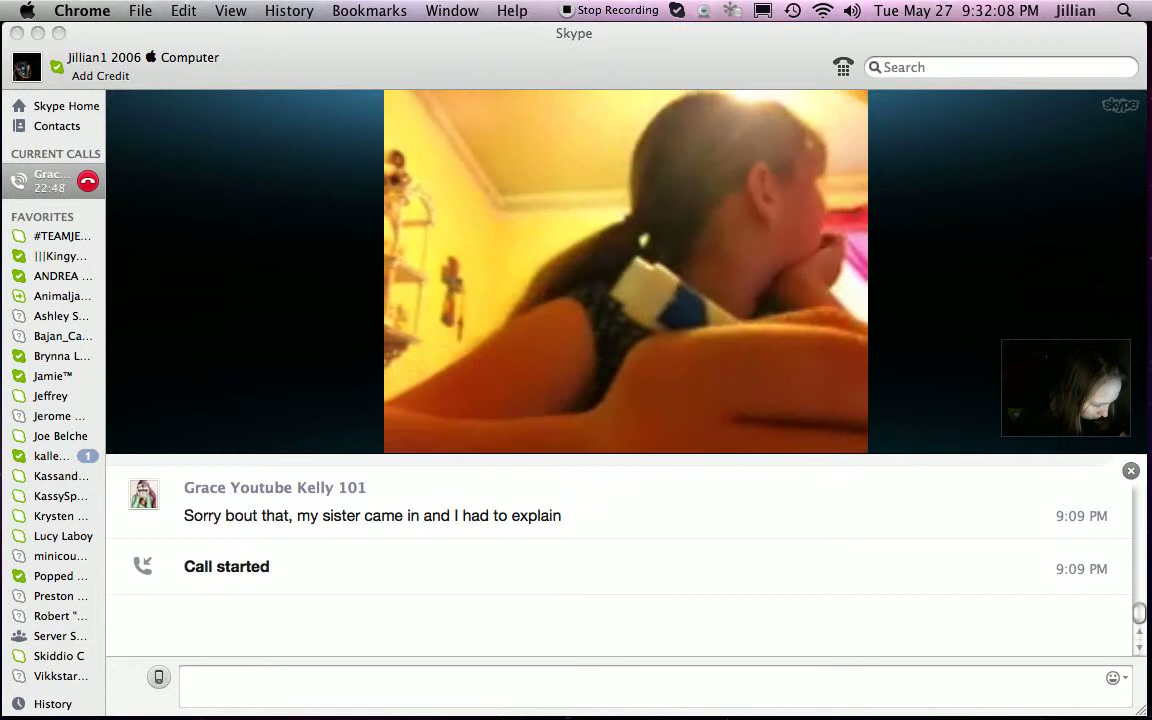 Chrome File Edit View History Bookmarks Window Help Stop Recording Tue May 27 9:32:08 PM Jillian
Skype
Jillian1 2006 Computer
Add Credit
Search
Skype Home
Contacts
CURRENT CALLS
Grac...
22:48
FAVORITES
#TEAMJE...
|||Kingy...
ANDREA ...
Animalja...
Ashley S...
Bajan_Ca...
Brynna L...
Jamie™
Jeffrey
Jerome ...
Joe Belche
kalle... 1
Kassand...
KassySp...
Krysten ...
Lucy Laboy
minicou...
Popped ...
Preston ...
Robert "...
Server S...
Skiddio C
Vikkstar...
History
skype
Grace Youtube Kelly 101
Sorry bout that, my sister came in and I had to explain 9:09 PM
Call started 9:09 PM